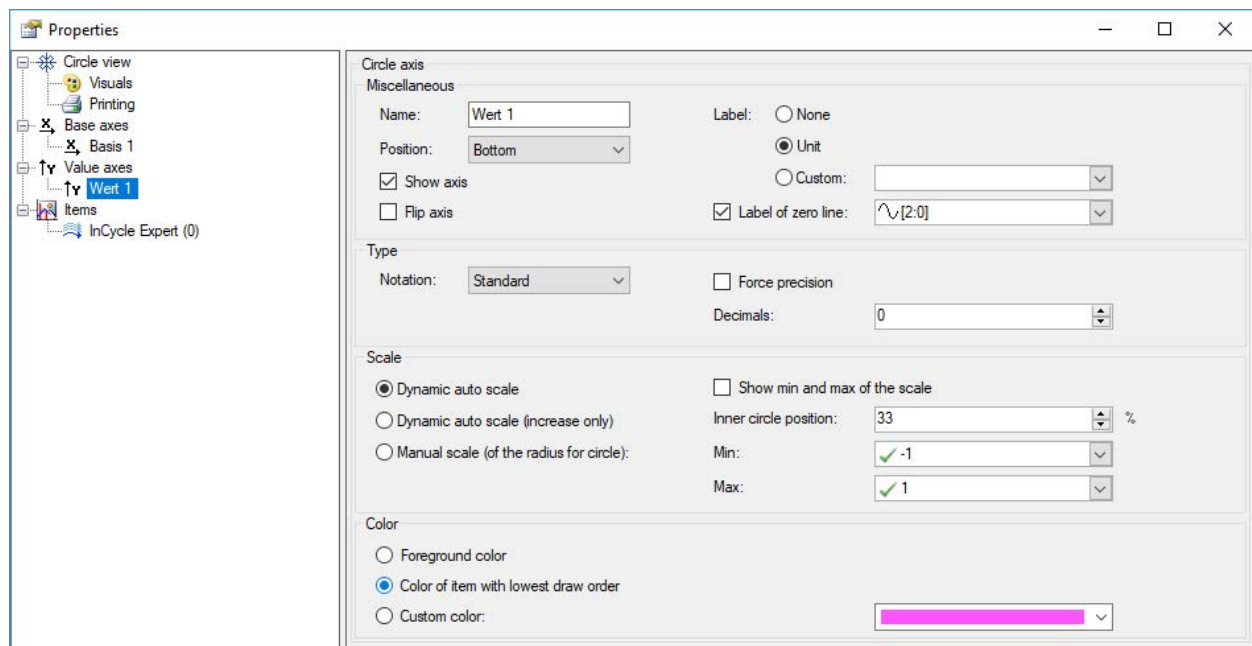 Properties
Circle view
Visuals
Printing
Base axes
Basis 1
Value axes
Wert 1
Items
InCycle Expert (0)
Circle axis
Miscellaneous
Name: Wert 1 Label: None
Position: Bottom Unit
Show axis Custom:
Flip axis Label of zero line: [2:0]
Type
Notation: Standard Force precision
Decimals: 0
Scale
Dynamic auto scale Show min and max of the scale
Dynamic auto scale (increase only) Inner circle position: 33 %
Manual scale (of the radius for circle): Min: -1
Max: 1
Color
Foreground color
Color of item with lowest draw order
Custom color: